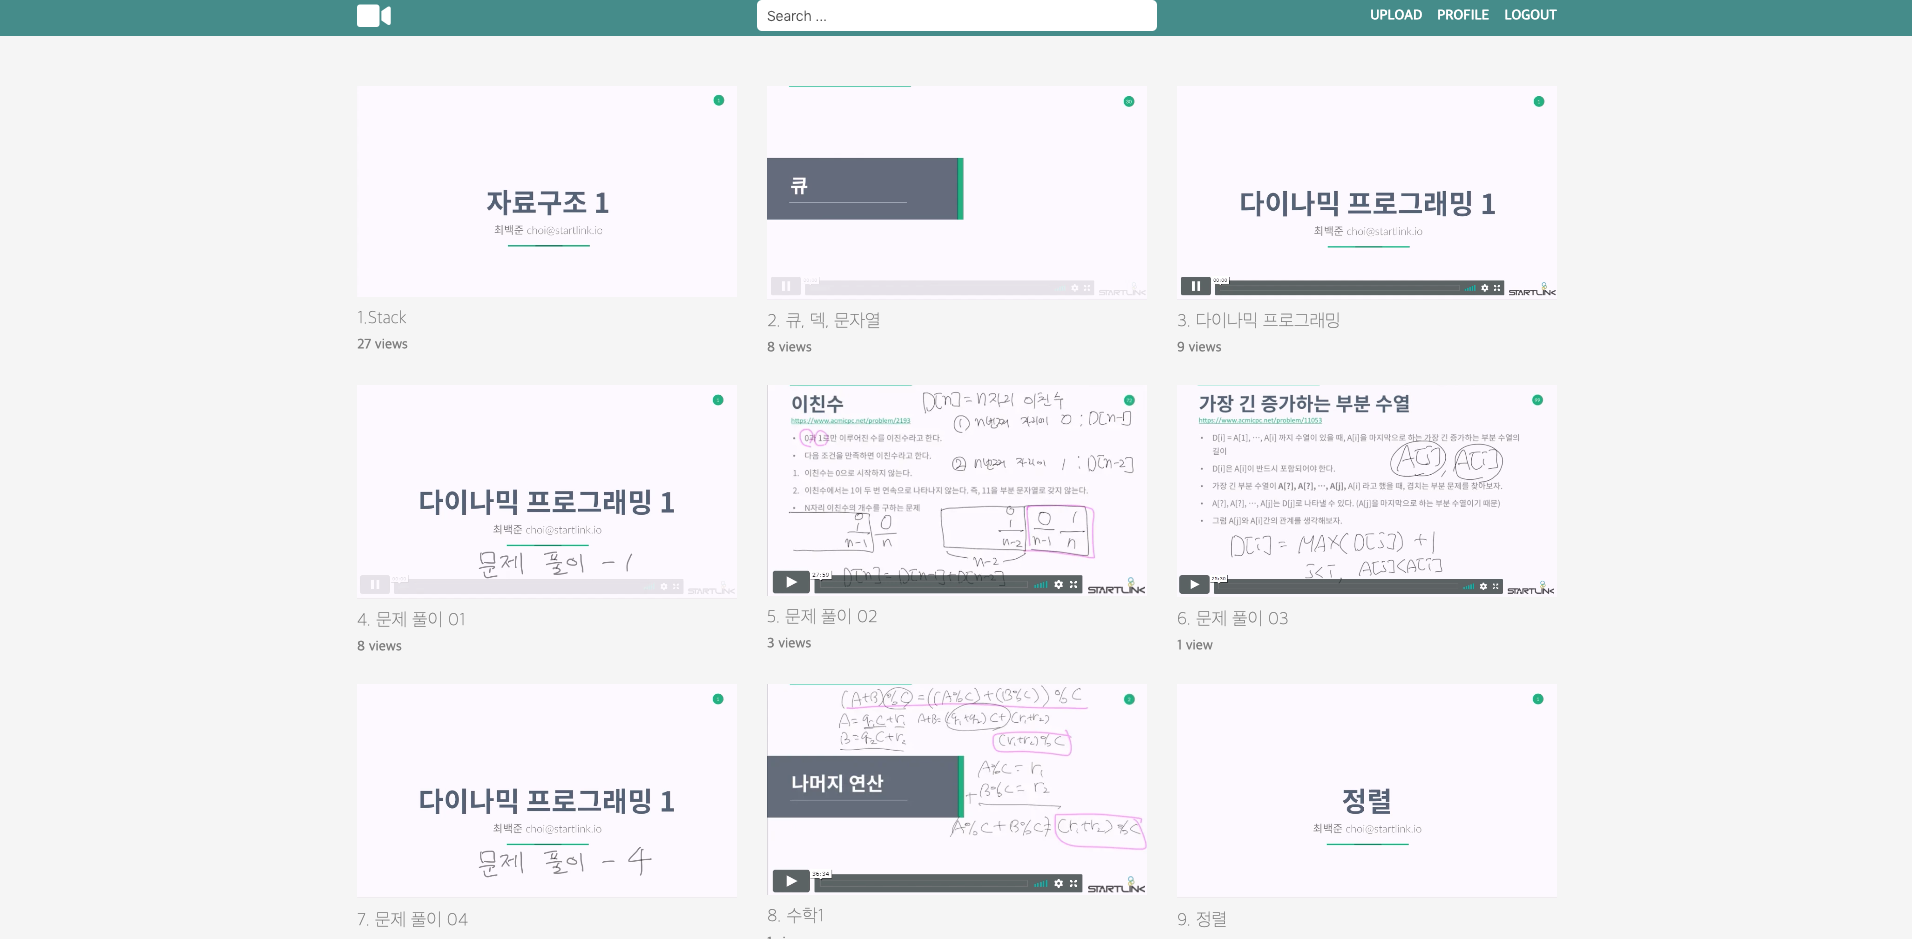 Search ...
UPLOAD PROFILE LOGOUT
자료구조 1
최백준 choi@startlink.io
1.Stack
27 views
큐
STARTLINK
2. 큐, 덱, 문자열
8 views
다이나믹 프로그래밍 1
최백준 choi@startlink.io
00:00
STARTLINK
3. 다이나믹 프로그래밍
9 views
다이나믹 프로그래밍 1
최백준 choi@startlink.io
문제 풀이 - 1
STARTLINK
4. 문제 풀이 01
8 views
이친수
https://www.acmicpc.net/problem/2193
D[n] = n자리 이친수
① n번째 자리에 0 : D[n-1]
② n번째 자리에 1 : D[n-2]
• 0과 1로만 이루어진 수를 이진수라고 한다.
• 다음 조건을 만족하면 이친수라고 한다.
1. 이친수는 0으로 시작하지 않는다.
2. 이친수에서는 1이 두 번 연속으로 나타나지 않는다. 즉, 11을 부분 문자열로 갖지 않는다.
• N자리 이친수의 개수를 구하는 문제
0 0
1
n-1 n
0 0 1
1
n-2 n-1 n
n-2
D[n] = D[n-1]+D[n-2]
27:59
STARTLINK
5. 문제 풀이 02
3 views
가장 긴 증가하는 부분 수열
https://www.acmicpc.net/problem/11053
• D[i] = A[1], ⋯, A[i] 까지 수열이 있을 때, A[i]을 마지막으로 하는 가장 긴 증가하는 부분 수열의
길이
• D[i]은 A[i]이 반드시 포함되어야 한다.
• 가장 긴 부분 수열이 A[?], A[?], ⋯, A[j], A[i] 라고 했을 때, 겹치는 부분 문제를 찾아보자.
• A[?], A[?], ⋯, A[j]는 D[j]로 나타낼 수 있다. (A[j]을 마지막으로 하는 부분 수열이기 때문)
• 그럼 A[j]와 A[i]간의 관계를 생각해보자.
A[j], A[i]
D[i] = MAX(D[j]) + 1
j<i, A[j]<A[i]
STARTLINK
6. 문제 풀이 03
1 view
다이나믹 프로그래밍 1
최백준 choi@startlink.io
문제 풀이 - 4
7. 문제 풀이 04
(A+B)%C = ((A%C)+(B%C))%C
A = q₁C+r₁ A+B = (q₁+q₂)C+(r₁+r₂)
B = q₂C+r₂
(r₁+r₂)%C
나머지 연산
A%C = r₁
+ B%C = r₂
A%C + B%C ≠ (r₁+r₂)%C
36:34
STARTLINK
8. 수학1
정렬
최백준 choi@startlink.io
9. 정렬